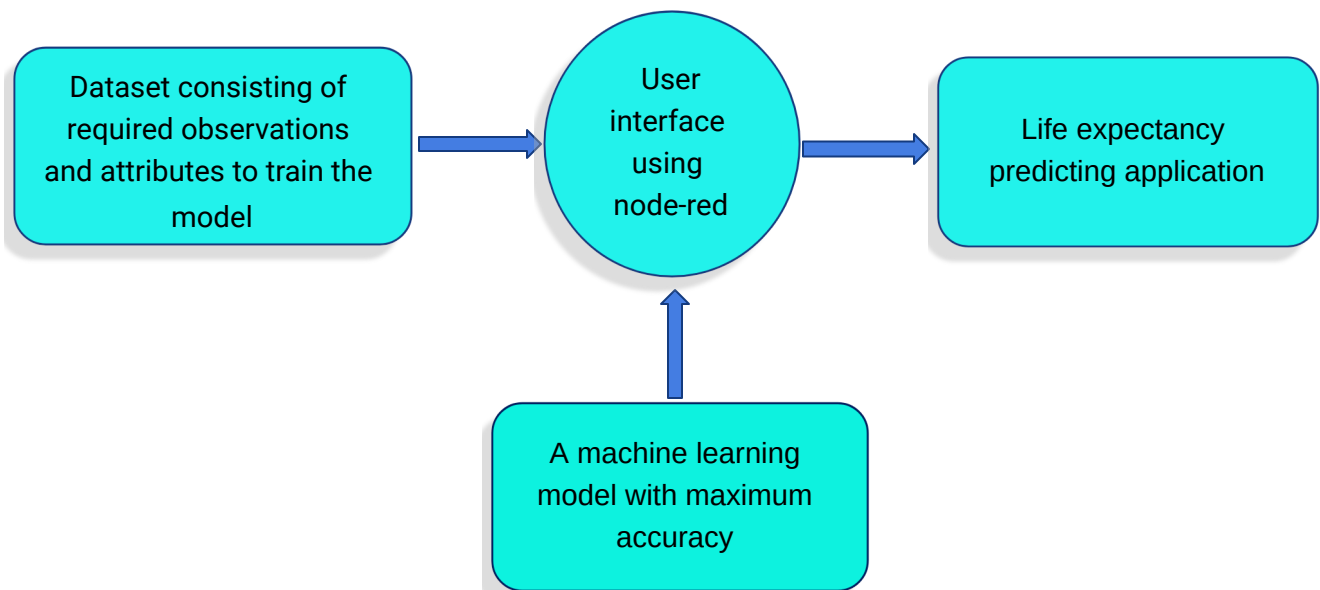 Dataset consisting of
required observations
and attributes to train the
model
User
interface
using
node-red
Life expectancy
predicting application
A machine learning
model with maximum
accuracy